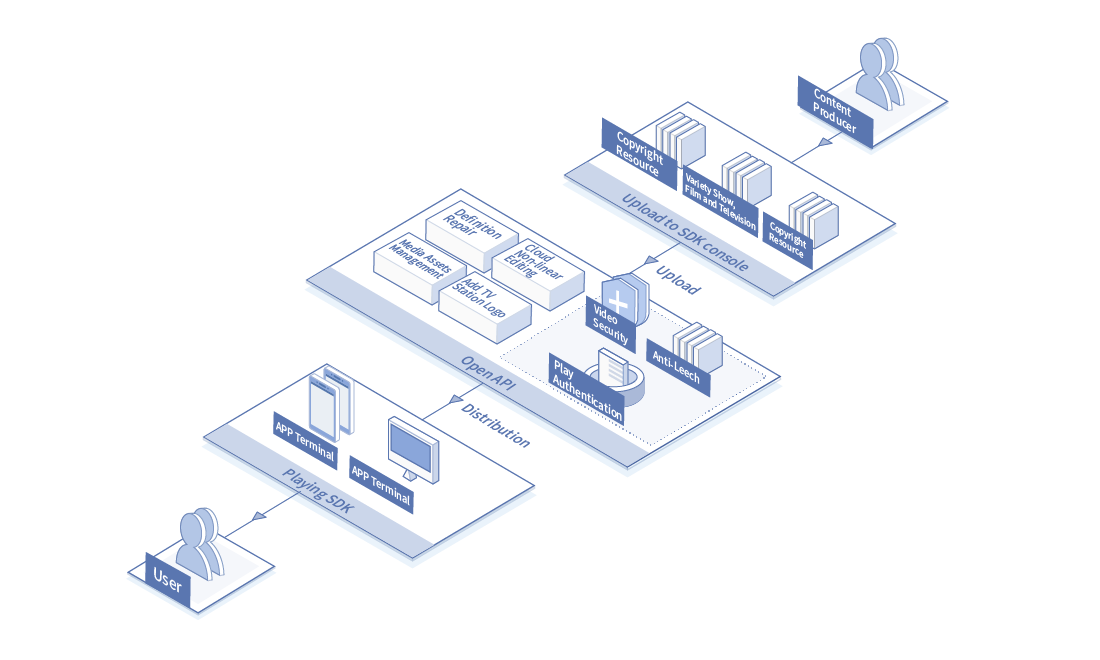 Content
Producer
Copyright
Resource
Variety Show,
Film and Television
Copyright
Resource
Upload to SDK console
Upload
Definition
Repair
Cloud
Non-linear
Editing
Media Assets
Management
Add TV
Station Logo
Video
Security
Anti-Leech
Play
Authentication
Open API
Distribution
APP Terminal
APP Terminal
Playing SDK
User